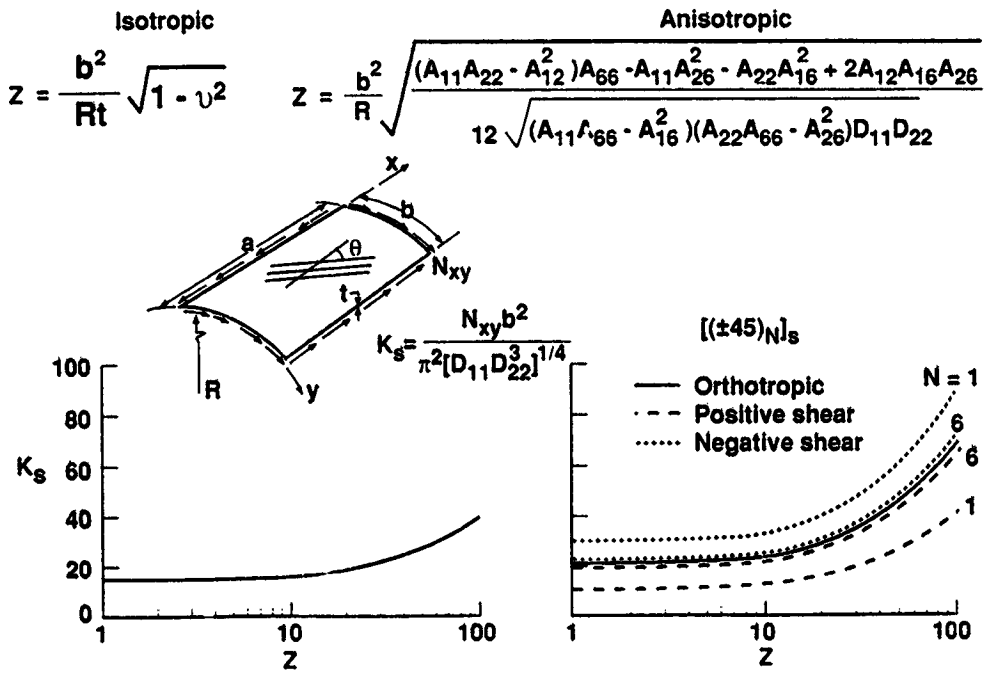 Isotropic
Z = b²/Rt √1 - υ²
Anisotropic
Z = b²/R √(A₁₁A₂₂ - A₁₂²)A₆₆ - A₁₁A₂₆² - A₂₂A₁₆² + 2A₁₂A₁₆A₂₆ / 12 √(A₁₁A₆₆ - A₁₆²)(A₂₂A₆₆ - A₂₆²)D₁₁D₂₂
x
b
a
θ
Nxy
t
R
y
Kₛ= Nxyb² / π²[D₁₁D₂₂³]^1/4
[(±45)N]ₛ
Kₛ
100
80
60
40
20
0
1
10
100
Z
Orthotropic
Positive shear
Negative shear
N = 1
6
6
1
1
10
100
Z